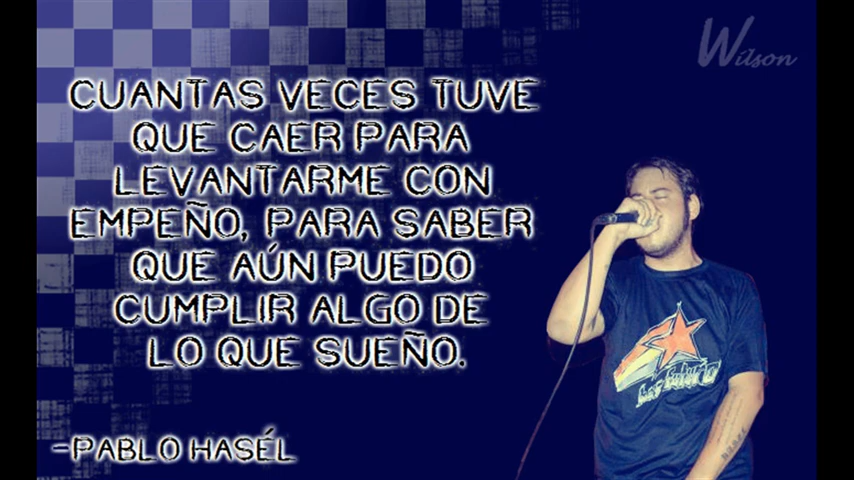 Wilson
CUANTAS VECES TUVE
QUE CAER PARA
LEVANTARME CON
EMPEÑO, PARA SABER
QUE AÚN PUEDO
CUMPLIR ALGO DE
LO QUE SUEÑO.
-PABLO HASÉL